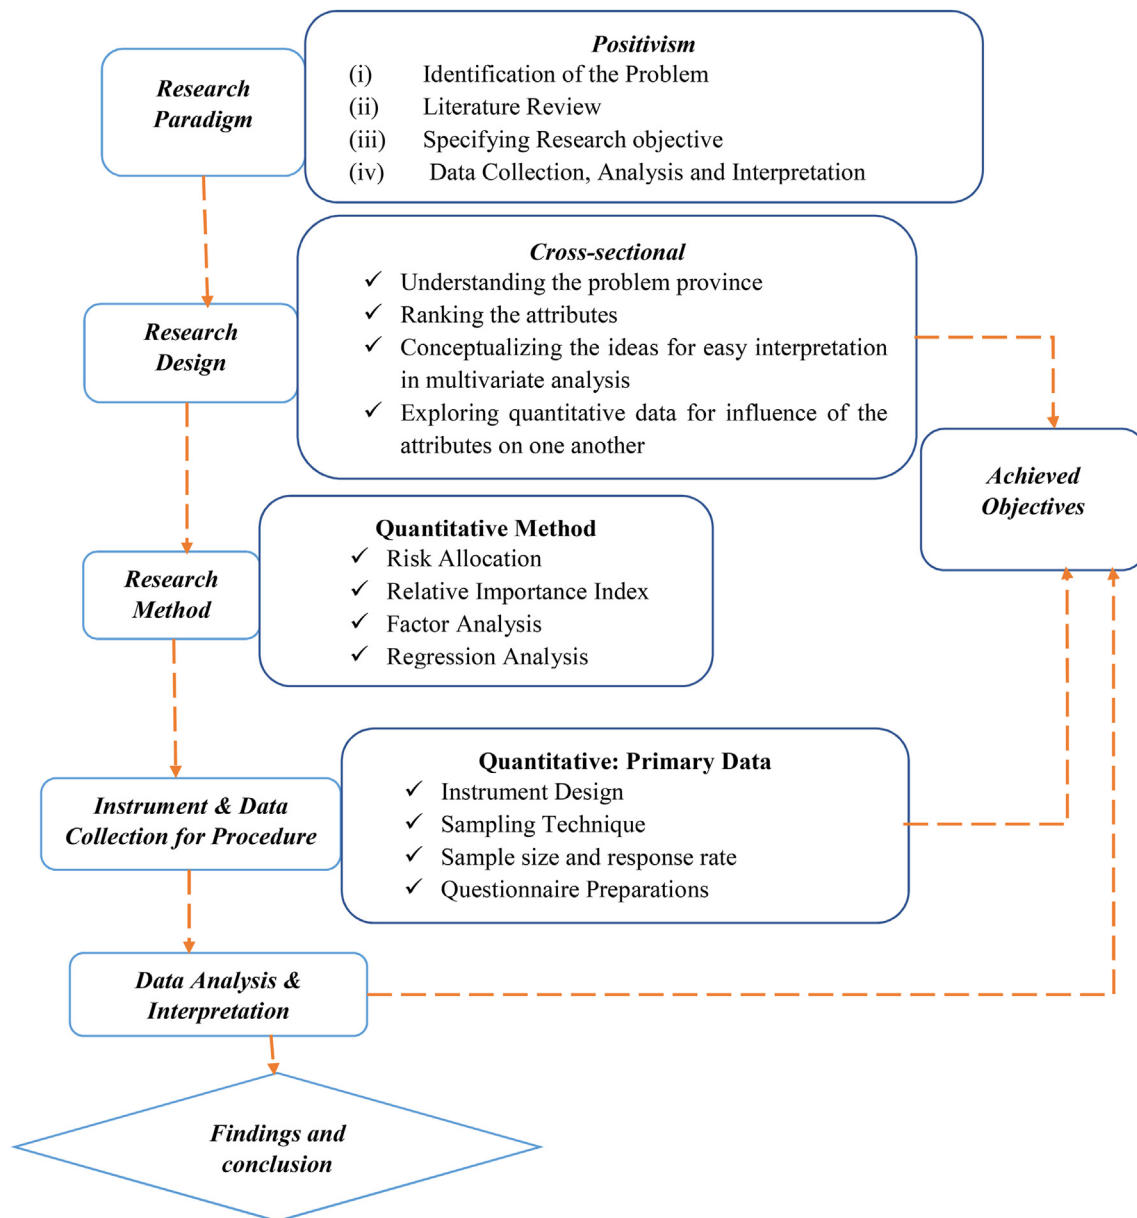 Research
Paradigm
Positivism
(i) Identification of the Problem
(ii) Literature Review
(iii) Specifying Research objective
(iv) Data Collection, Analysis and Interpretation
Research
Design
Cross-sectional
✓ Understanding the problem province
✓ Ranking the attributes
✓ Conceptualizing the ideas for easy interpretation
in multivariate analysis
✓ Exploring quantitative data for influence of the
attributes on one another
Achieved
Objectives
Research
Method
Quantitative Method
✓ Risk Allocation
✓ Relative Importance Index
✓ Factor Analysis
✓ Regression Analysis
Instrument & Data
Collection for Procedure
Quantitative: Primary Data
✓ Instrument Design
✓ Sampling Technique
✓ Sample size and response rate
✓ Questionnaire Preparations
Data Analysis &
Interpretation
Findings and
conclusion